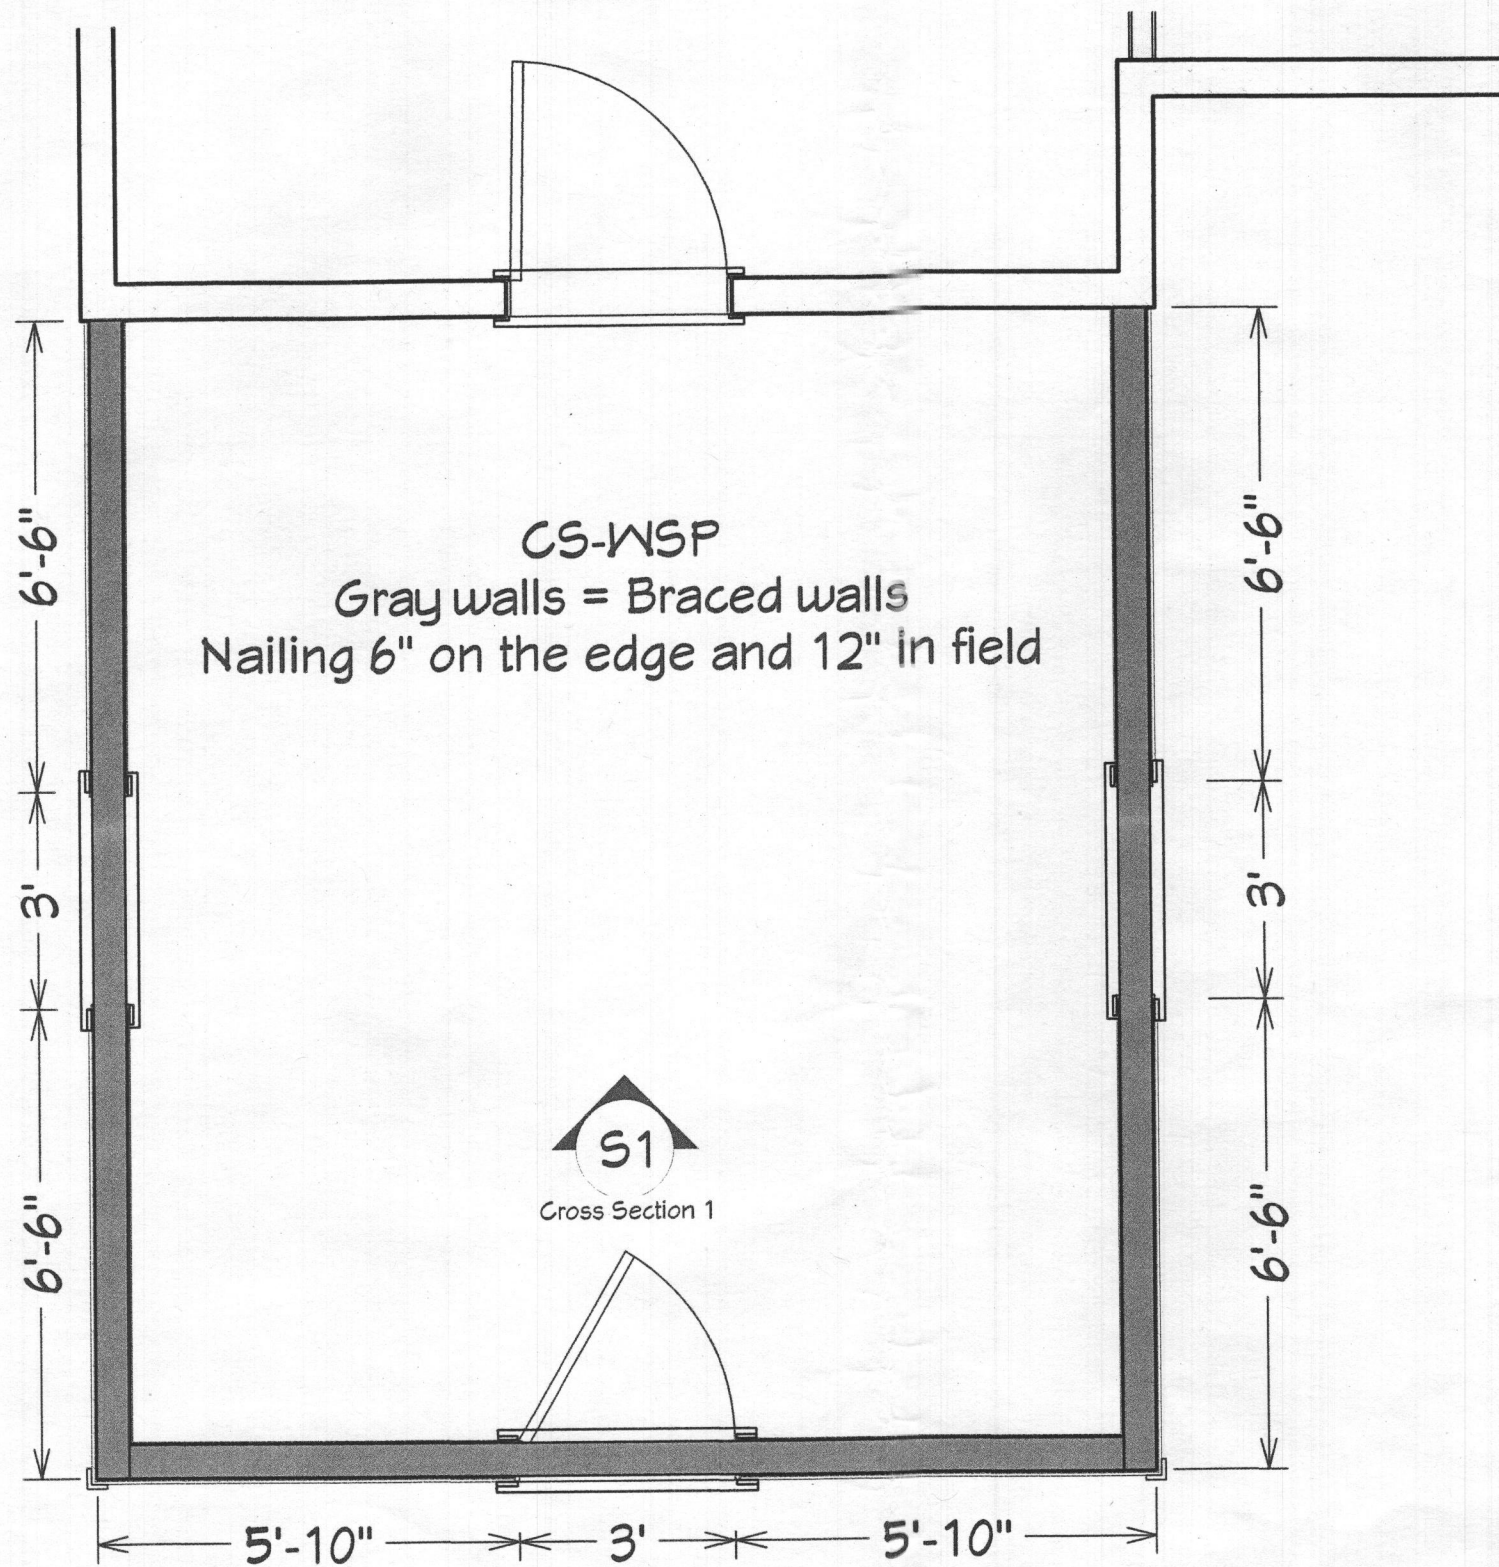 CS-WSP
Gray walls = Braced walls
Nailing 6" on the edge and 12" in field
6'-6"
6'-6"
3'
3'
S1
Cross Section 1
6'-6"
6'-6"
5'-10"
3'
5'-10"